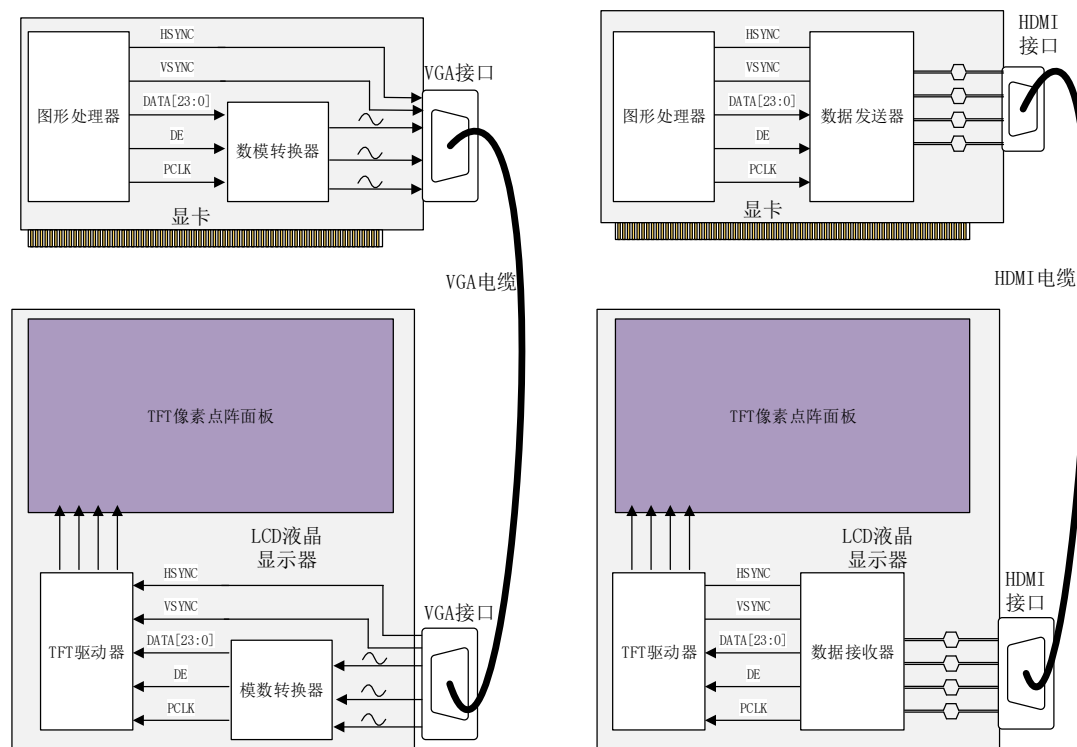 HSYNC
VSYNC
图形处理器
DATA[23:0]
DE
PCLK
数模转换器
显卡
VGA接口
VGA电缆
TFT像素点阵面板
LCD液晶
显示器
HSYNC
VSYNC
TFT驱动器
DATA[23:0]
DE
PCLK
模数转换器
VGA接口
HDMI
接口
HSYNC
VSYNC
图形处理器
DATA[23:0]
DE
PCLK
数据发送器
显卡
HDMI电缆
TFT像素点阵面板
LCD液晶
显示器
HSYNC
VSYNC
TFT驱动器
DATA[23:0]
DE
PCLK
数据接收器
HDMI
接口